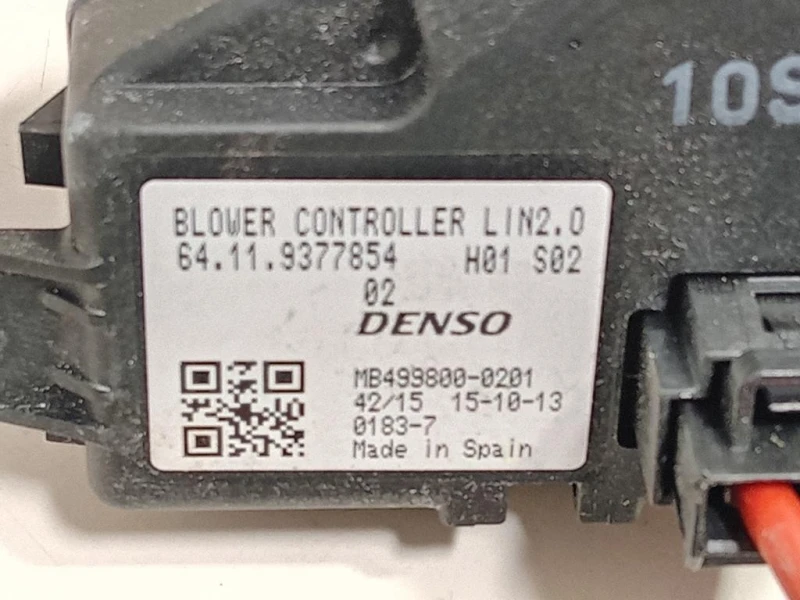 10S
BLOWER CONTROLLER LIN2.0
64.11.9377854 H01 S02
02
DENSO
MB499800-0201
42/15 15-10-13
0183-7
Made in Spain